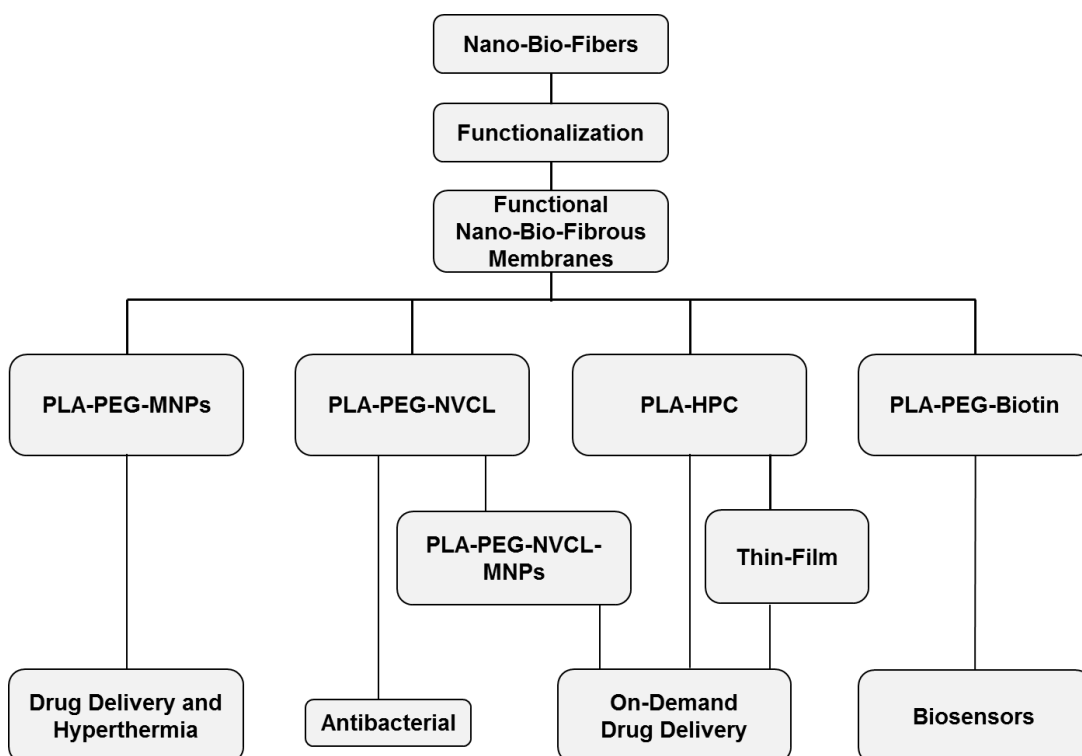 Nano-Bio-Fibers
Functionalization
Functional
Nano-Bio-Fibrous
Membranes
PLA-PEG-MNPs
PLA-PEG-NVCL
PLA-HPC
PLA-PEG-Biotin
PLA-PEG-NVCL-
MNPs
Thin-Film
Drug Delivery and
Hyperthermia
Antibacterial
On-Demand
Drug Delivery
Biosensors